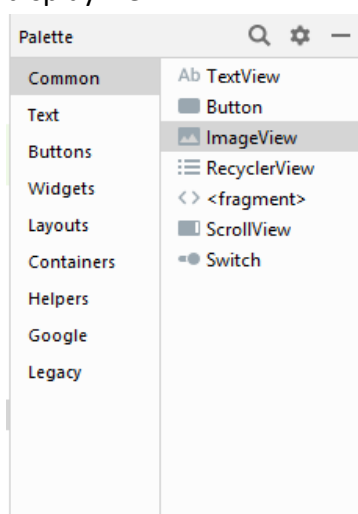 Palette
Common
Text
Buttons
Widgets
Layouts
Containers
Helpers
Google
Legacy
Ab TextView
Button
ImageView
RecyclerView
<> <fragment>
ScrollView
Switch